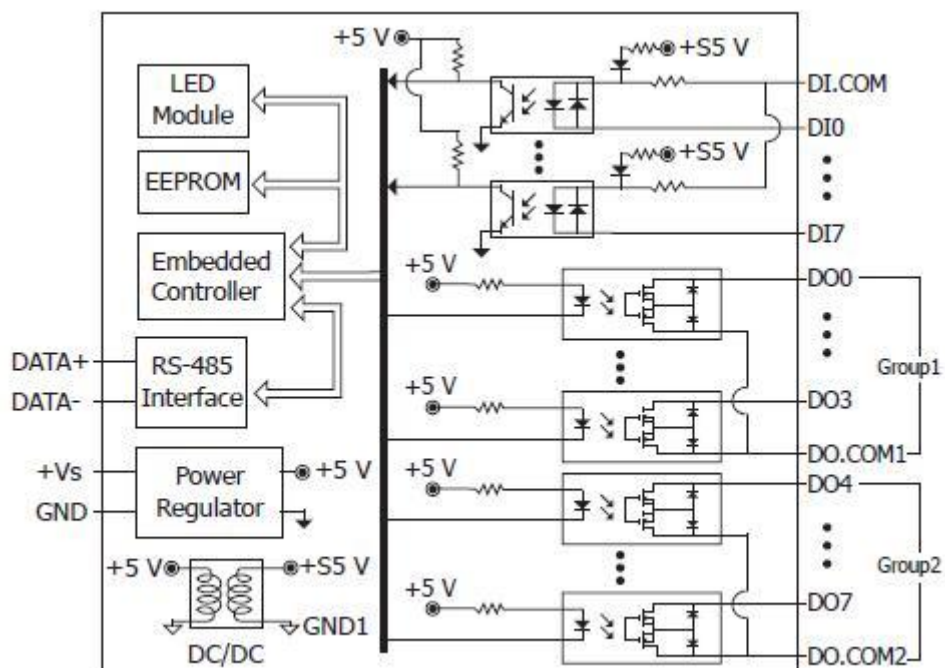 +5 V
+S5 V
LED
Module
DI.COM
DI0
+S5 V
EEPROM
DI7
Embedded
Controller
+5 V
DO0
DATA+
RS-485
Interface
DATA-
Group1
+5 V
DO3
DO.COM1
+Vs
Power
Regulator
+5 V
GND
+5 V
DO4
+5 V
+S5 V
GND1
DC/DC
Group2
+5 V
DO7
DO.COM2